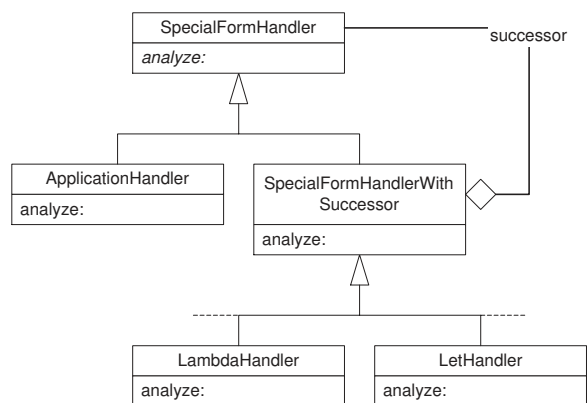 SpecialFormHandler
successor
analyze:
ApplicationHandler
analyze:
SpecialFormHandlerWith
Successor
analyze:
LambdaHandler
analyze:
LetHandler
analyze: